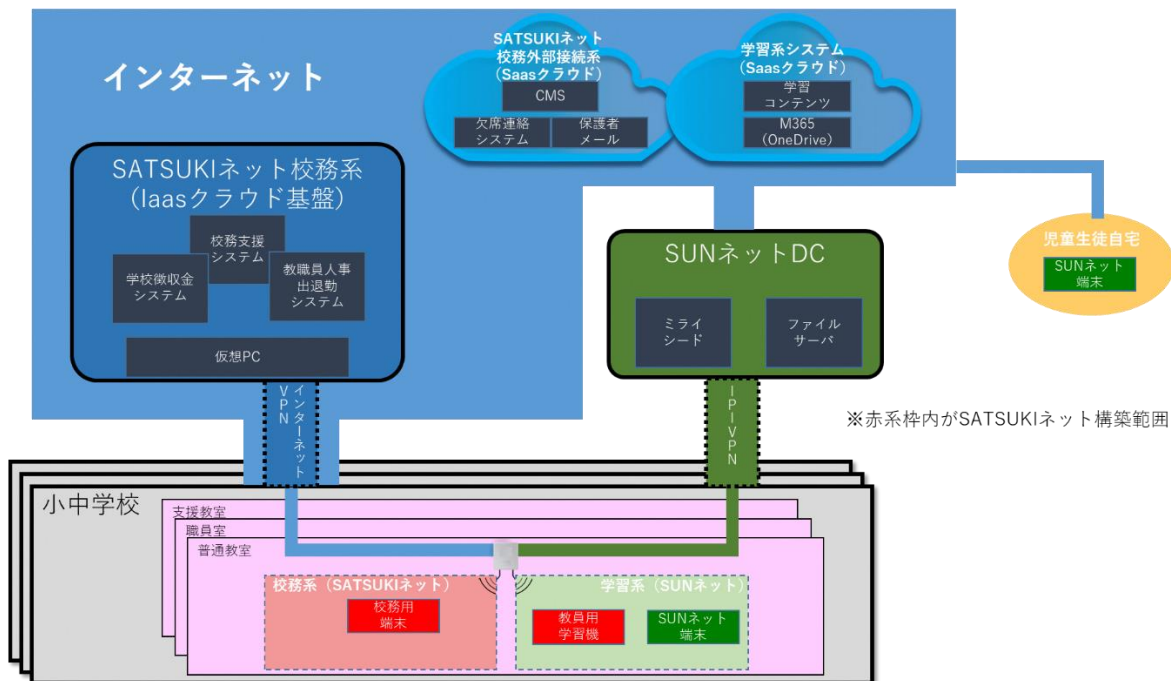 インターネット
SATSUKIネット
校務外部接続系
(Saasクラウド)
CMS
欠席連絡
システム
保護者
メール
学習系システム
(Saasクラウド)
学習
コンテンツ
M365
(OneDrive)
SATSUKIネット校務系
(Iaasクラウド基盤)
校務支援
システム
学校徴収金
システム
教職員人事
出退勤
システム
仮想PC
SUNネットDC
ミライ
シード
ファイル
サーバ
児童生徒自宅
SUNネット
端末
インターネット
VPN
IPIVPN
※赤系枠内がSATSUKIネット構築範囲
小中学校
支援教室
職員室
普通教室
校務系（SATSUKIネット）
校務用
端末
学習系（SUNネット）
教員用
学習機
SUNネット
端末